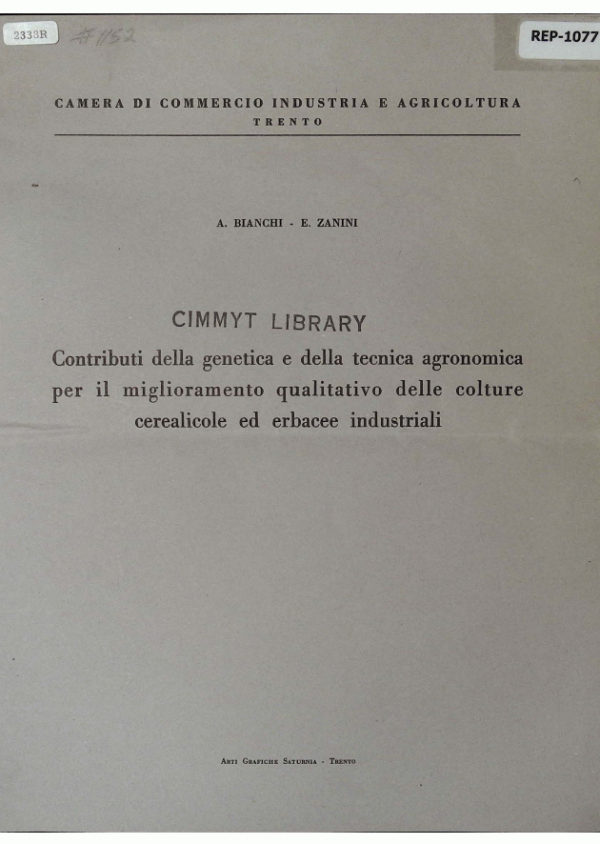 2333R
#1152
REP-1077
CAMERA DI COMMERCIO INDUSTRIA E AGRICOLTURA
TRENTO
A. BIANCHI - E. ZANINI
CIMMYT LIBRARY
Contributi della genetica e della tecnica agronomica
per il miglioramento qualitativo delle colture
cerealicole ed erbacee industriali
Arti Grafiche Saturnia - Trento